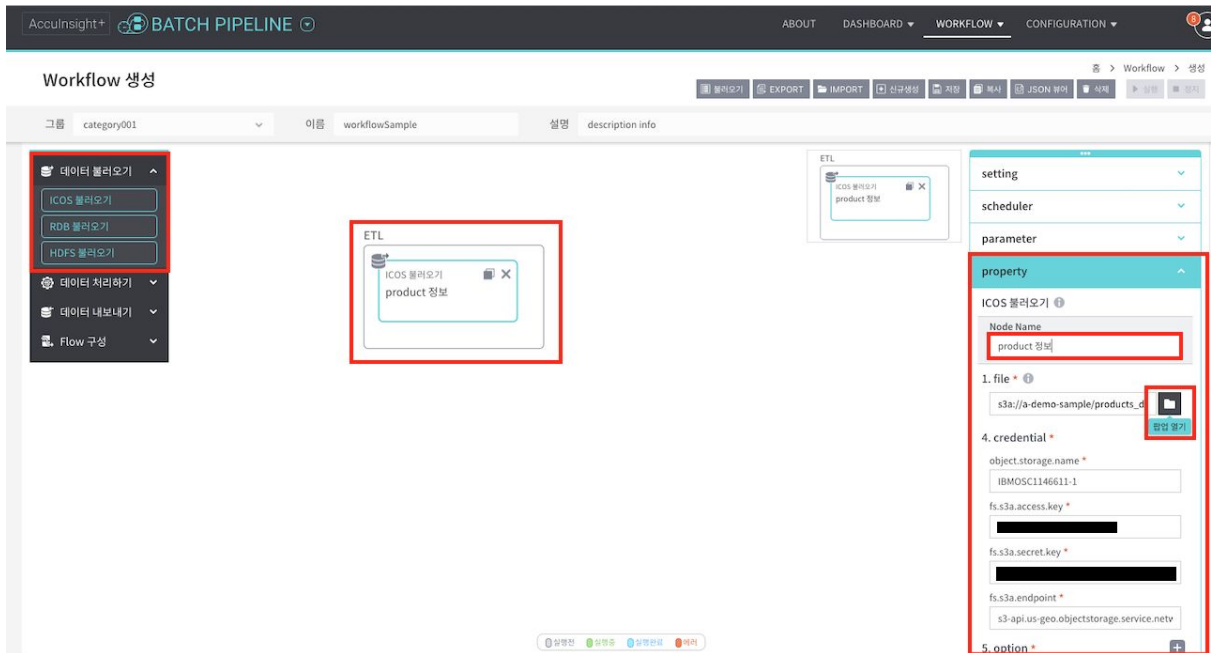 AccuInsight+ BATCH PIPELINE
ABOUT DASHBOARD WORKFLOW CONFIGURATION 8
Workflow 생성
홈 > Workflow > 생성
불러오기 EXPORT IMPORT 신규생성 저장 복사 JSON 뷰어 삭제 실행 정지
그룹 category001 이름 workflowSample 설명 description info
데이터 불러오기
ICOS 불러오기
RDB 불러오기
HDFS 불러오기
데이터 처리하기
데이터 내보내기
Flow 구성
ETL
ICOS 불러오기
product 정보
ETL
ICOS 불러오기
product 정보
setting
scheduler
parameter
property
ICOS 불러오기
Node Name
product 정보
1. file *
s3a://a-demo-sample/products_d
팝업 열기
4. credential *
object.storage.name *
IBMOSC1146611-1
fs.s3a.access.key *
fs.s3a.secret.key *
fs.s3a.endpoint *
s3-api.us-geo.objectstorage.service.netw
5. option *
실행전 실행중 실행완료 에러